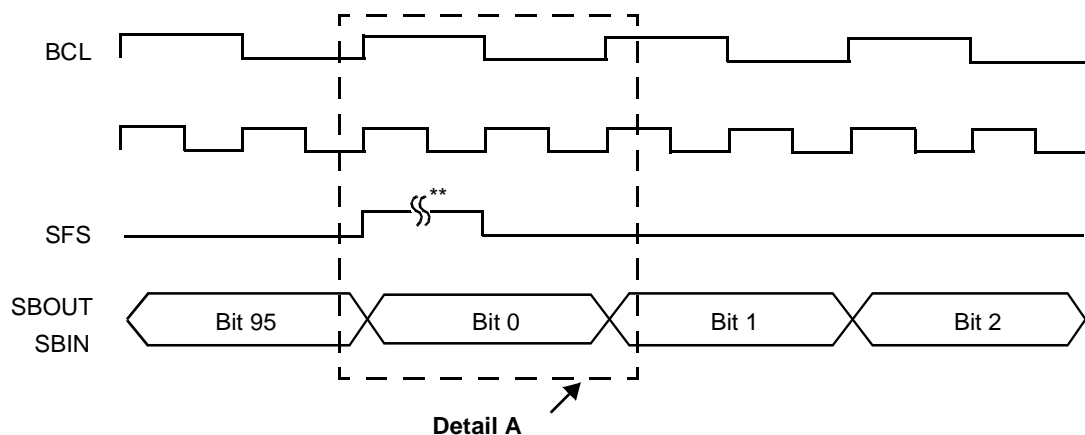 BCL
**
SFS
SBOUT
SBIN
Bit 95
Bit 0
Bit 1
Bit 2
Detail A